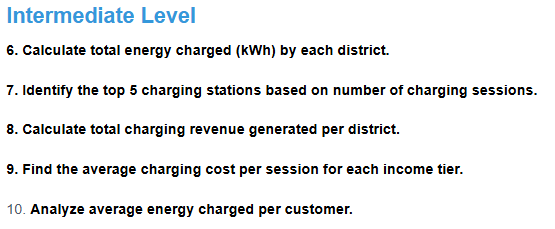 Intermediate Level
6. Calculate total energy charged (kWh) by each district.
7. Identify the top 5 charging stations based on number of charging sessions.
8. Calculate total charging revenue generated per district.
9. Find the average charging cost per session for each income tier.
10. Analyze average energy charged per customer.